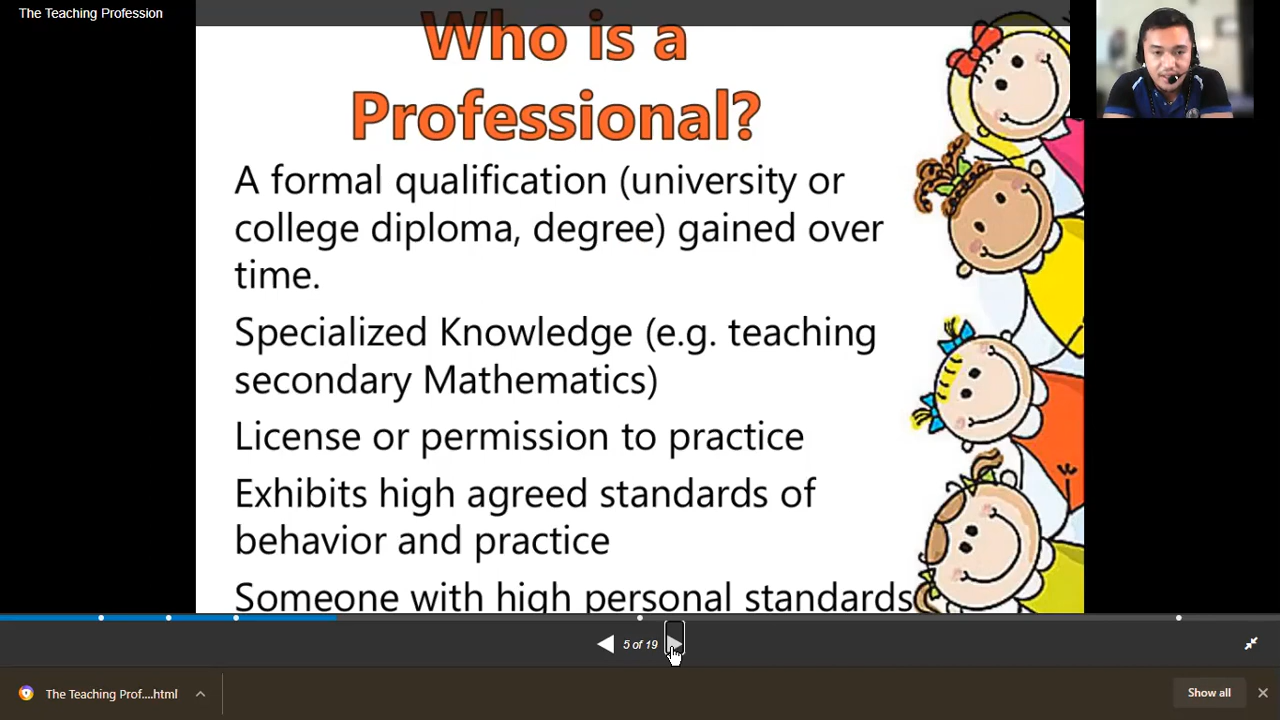 The Teaching Profession
Who is a
Professional?
A formal qualification (university or
college diploma, degree) gained over
time.
Specialized Knowledge (e.g. teaching
secondary Mathematics)
License or permission to practice
Exhibits high agreed standards of
behavior and practice
Someone with high personal standards
5 of 19
The Teaching Prof....html
Show all